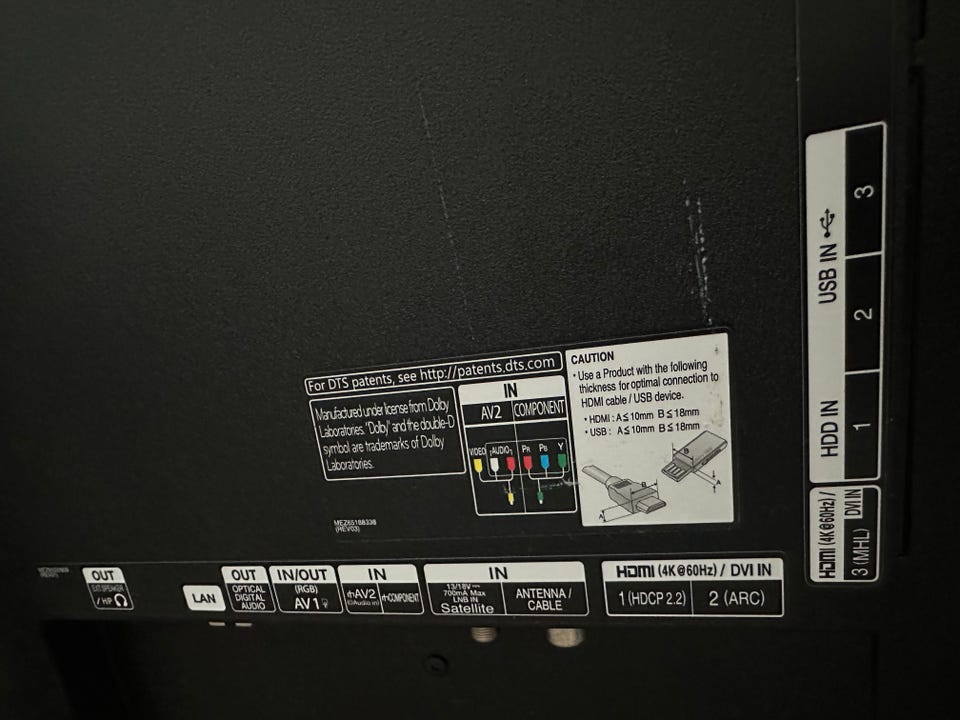 For DTS patents, see http://patents.dts.com
Manufactured under license from Dolby
Laboratories. "Dolby" and the double-D
symbol are trademarks of Dolby
Laboratories.
IN
AV2 COMPONENT
VIDEO AUDIO PR PB Y
CAUTION
• Use a Product with the following
thickness for optimal connection to
HDMI cable / USB device.
• HDMI : A ≤ 10mm B ≤ 18mm
• USB : A ≤ 10mm B ≤ 18mm
B
A
B
A
MEZ65188338
(REV03)
OUT
EXT.SPEAKER
/ H/P
LAN
OUT
OPTICAL
DIGITAL
AUDIO
IN/OUT
(RGB)
AV1
IN
AV2
(Audio in)
COMPONENT
IN
13/18V
700mA Max
LNB IN
Satellite
ANTENNA /
CABLE
HDMI (4K@60Hz) / DVI IN
1 (HDCP 2.2) 2 (ARC)
USB IN
3
2
HDD IN
1
HDMI (4K@60Hz) / DVI IN
3 (MHL)